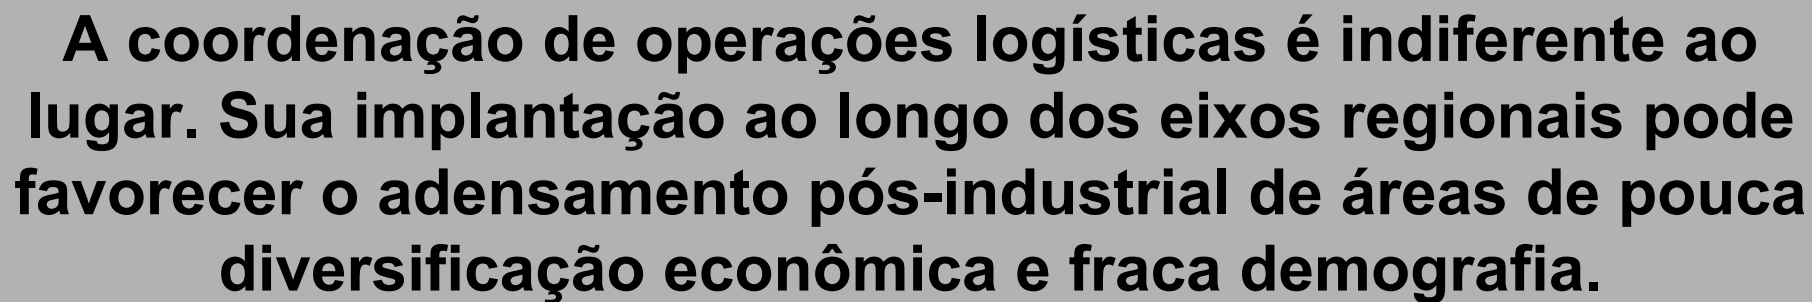 A coordenação de operações logísticas é indiferente ao
lugar. Sua implantação ao longo dos eixos regionais pode
favorecer o adensamento pós-industrial de áreas de pouca
diversificação econômica e fraca demografia.